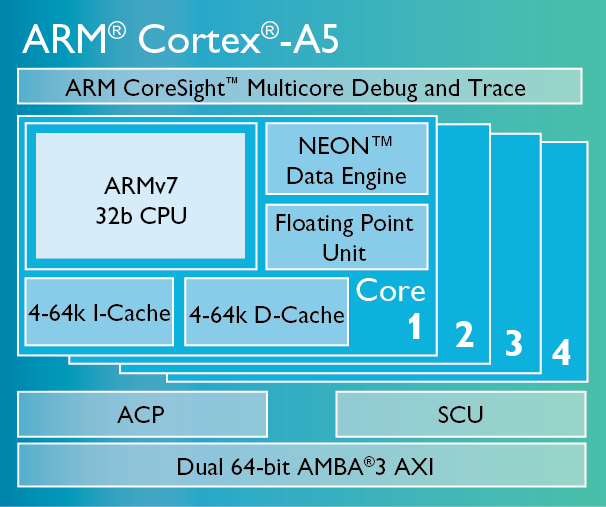 ARM® Cortex®-A5
ARM CoreSight™ Multicore Debug and Trace
ARMv7
32b CPU
NEON™
Data Engine
Floating Point
Unit
4-64k I-Cache
4-64k D-Cache
Core
1
2
3
4
ACP
SCU
Dual 64-bit AMBA®3 AXI